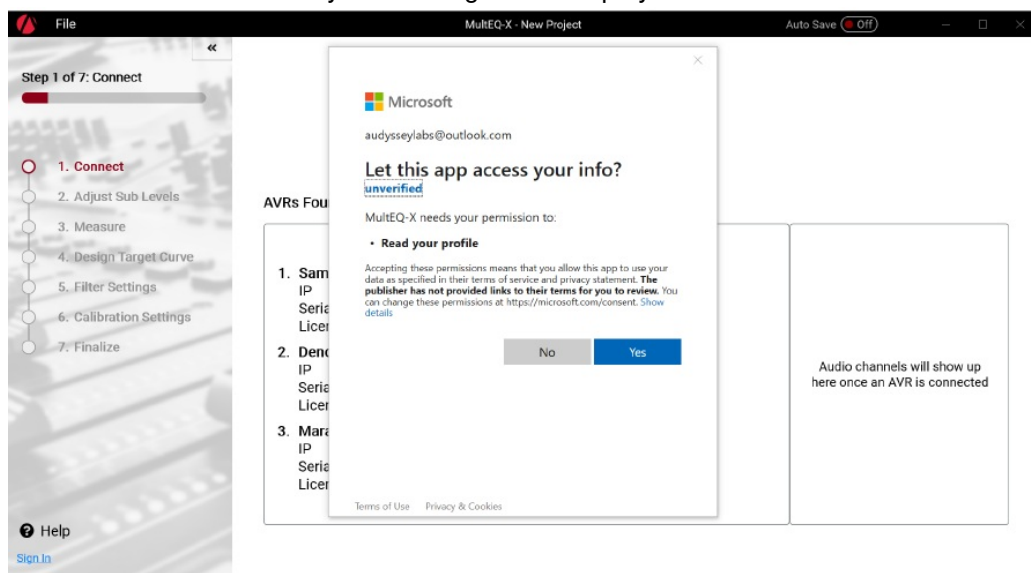 File
MultEQ-X - New Project
Auto Save Off
«
Step 1 of 7: Connect
1. Connect
2. Adjust Sub Levels
3. Measure
4. Design Target Curve
5. Filter Settings
6. Calibration Settings
7. Finalize
Help
Sign In
AVRs Fou
1. Sam
IP
Seria
Licer
2. Deno
IP
Seria
Licer
3. Mara
IP
Seria
Licer
Microsoft
audysseylabs@outlook.com
Let this app access your info?
unverified
MultEQ-X needs your permission to:
• Read your profile
Accepting these permissions means that you allow this app to use your
data as specified in their terms of service and privacy statement. The
publisher has not provided links to their terms for you to review. You
can change these permissions at https://microsoft.com/consent. Show
details
No
Yes
Terms of Use Privacy & Cookies
Audio channels will show up
here once an AVR is connected